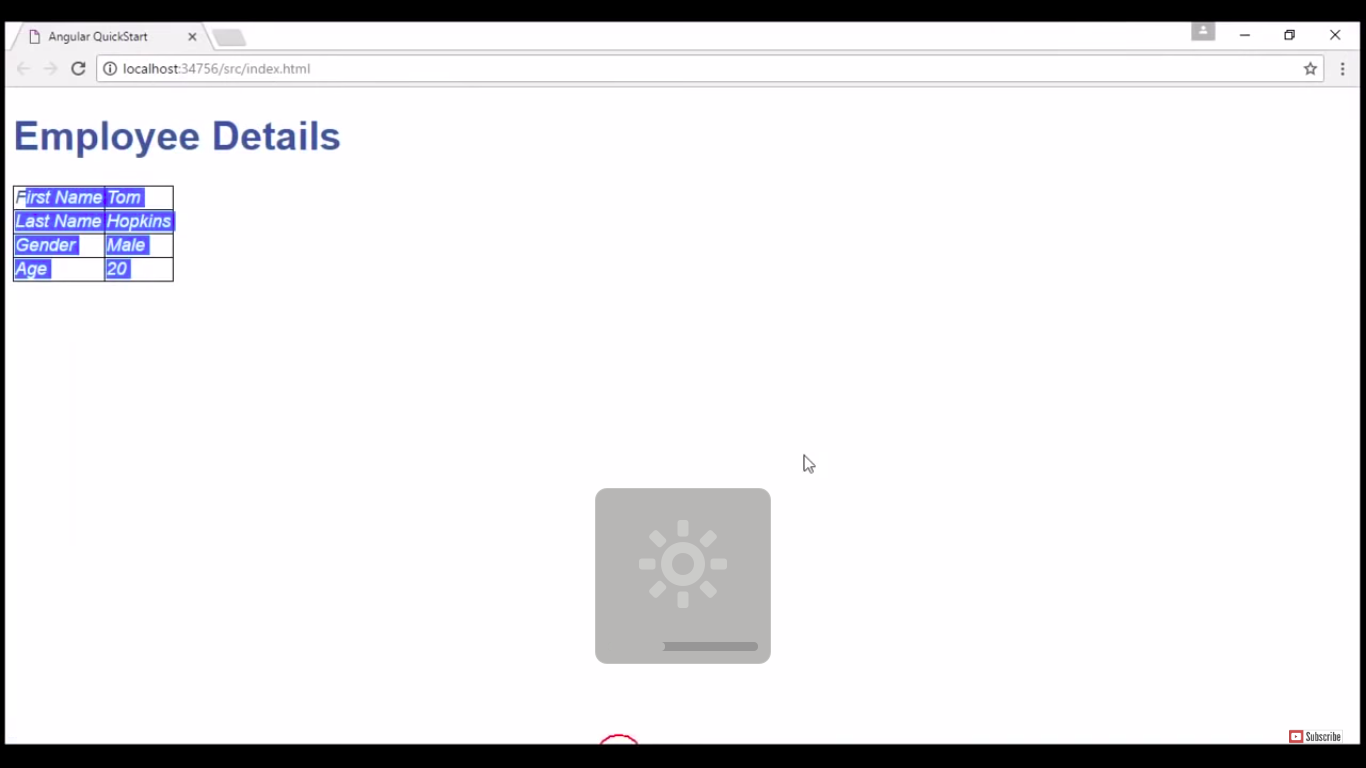 Angular QuickStart
localhost:34756/src/index.html
Employee Details
First Name Tom
Last Name Hopkins
Gender Male
Age 20
Subscribe